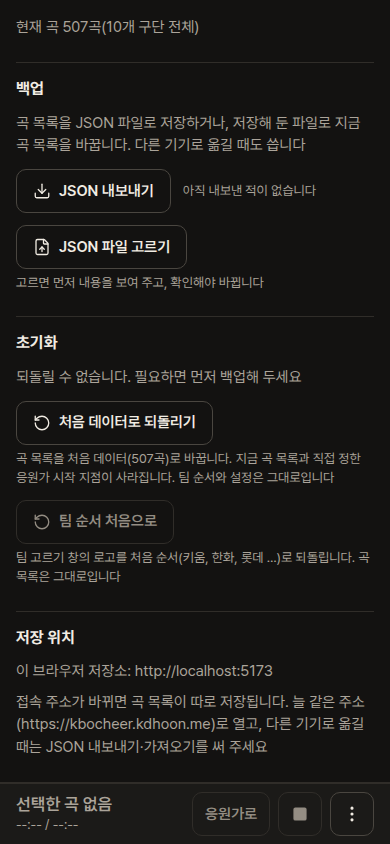 현재 곡 507곡(10개 구단 전체)
백업
곡 목록을 JSON 파일로 저장하거나, 저장해 둔 파일로 지금
곡 목록을 바꿉니다. 다른 기기로 옮길 때도 씁니다
JSON 내보내기
아직 내보낸 적이 없습니다
JSON 파일 고르기
고르면 먼저 내용을 보여 주고, 확인해야 바뀝니다
초기화
되돌릴 수 없습니다. 필요하면 먼저 백업해 두세요
처음 데이터로 되돌리기
곡 목록을 처음 데이터(507곡)로 바꿉니다. 지금 곡 목록과 직접 정한
응원가 시작 지점이 사라집니다. 팀 순서와 설정은 그대로입니다
팀 순서 처음으로
팀 고르기 창의 로고를 처음 순서(키움, 한화, 롯데 ...)로 되돌립니다. 곡
목록은 그대로입니다
저장 위치
이 브라우저 저장소: http://localhost:5173
접속 주소가 바뀌면 곡 목록이 따로 저장됩니다. 늘 같은 주소
(https://kbocheer.kdhoon.me)로 열고, 다른 기기로 옮길
때는 JSON 내보내기·가져오기를 써 주세요
선택한 곡 없음
--:-- / --:--
응원가로